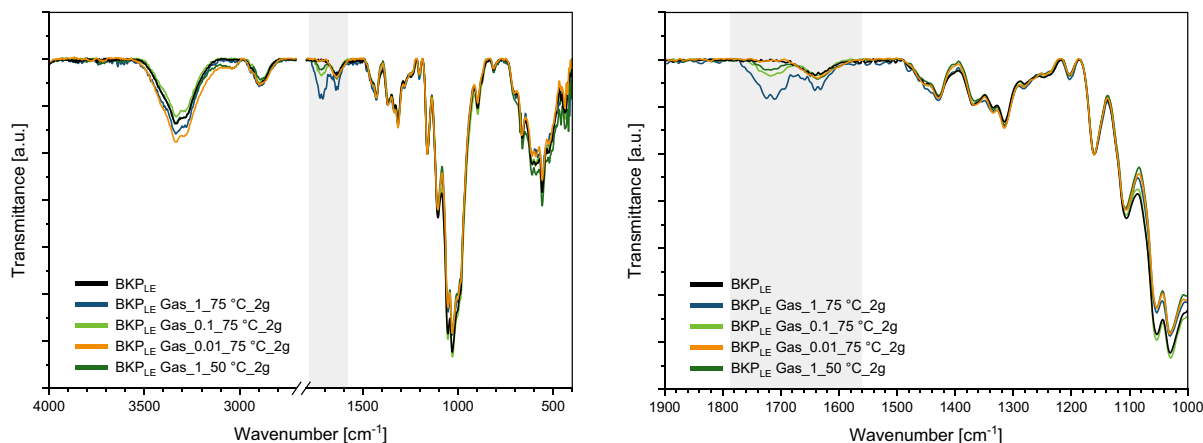 Transmittance [a.u.]
BKP_LE
BKP_LE Gas_1_75 °C_2g
BKP_LE Gas_0.1_75 °C_2g
BKP_LE Gas_0.01_75 °C_2g
BKP_LE Gas_1_50 °C_2g
4000 3500 3000 1000 500
Wavenumber [cm⁻¹]
Transmittance [a.u.]
BKP_LE
BKP_LE Gas_1_75 °C_2g
BKP_LE Gas_0.1_75 °C_2g
BKP_LE Gas_0.01_75 °C_2g
BKP_LE Gas_1_50 °C_2g
1900 1800 1700 1600 1500 1400 1300 1200 1100 1000
Wavenumber [cm⁻¹]